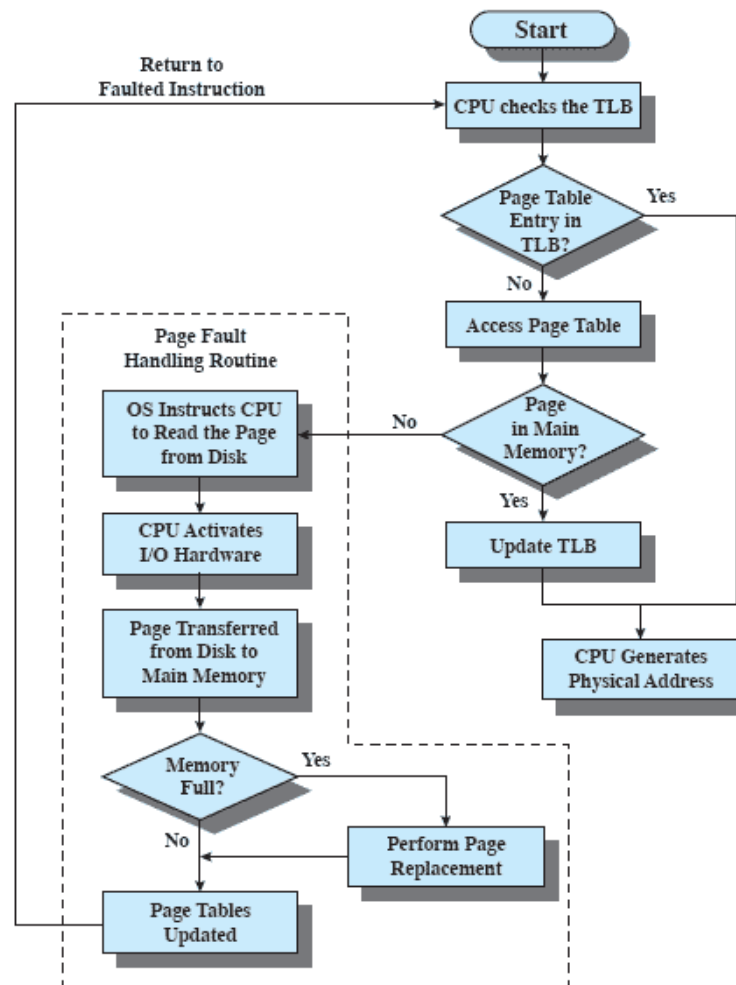 Start
Return to
Faulted Instruction
CPU checks the TLB
Page Table
Entry in
TLB?
Yes
No
Access Page Table
Page Fault
Handling Routine
OS Instructs CPU
to Read the Page
from Disk
No
Page
in Main
Memory?
Yes
CPU Activates
I/O Hardware
Update TLB
Page Transferred
from Disk to
Main Memory
CPU Generates
Physical Address
Memory
Full?
Yes
No
Perform Page
Replacement
Page Tables
Updated